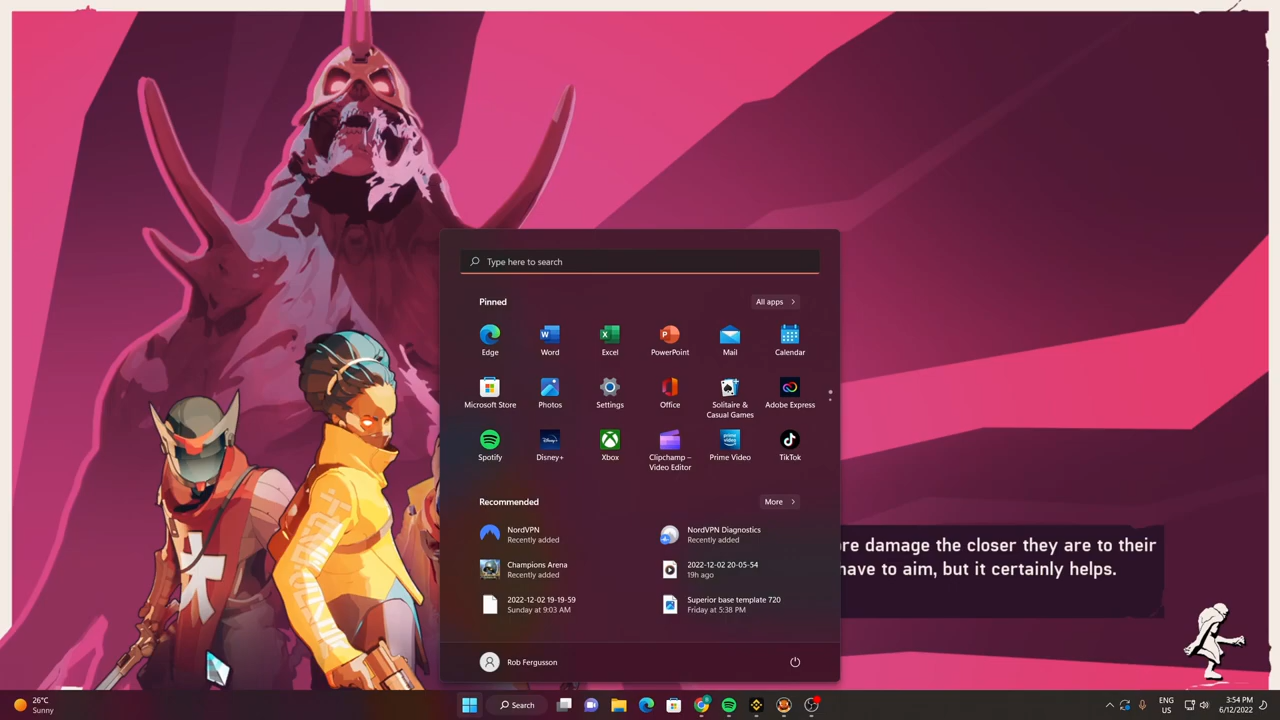 Type here to search
Pinned
All apps
Edge
Word
Excel
PowerPoint
Mail
Calendar
Microsoft Store
Photos
Settings
Office
Solitaire &
Casual Games
Adobe Express
Spotify
Disney+
Xbox
Clipchamp –
Video Editor
prime
video
Prime Video
TikTok
Recommended
More
NordVPN
Recently added
NordVPN Diagnostics
Recently added
Champions Arena
Recently added
2022-12-02 20-05-54
19h ago
2022-12-02 19-19-59
Sunday at 9:03 AM
Superior base template 720
Friday at 5:38 PM
re damage the closer they are to their
have to aim, but it certainly helps.
Rob Fergusson
26°C
Sunny
Search
ENG
US
3:54 PM
6/12/2022